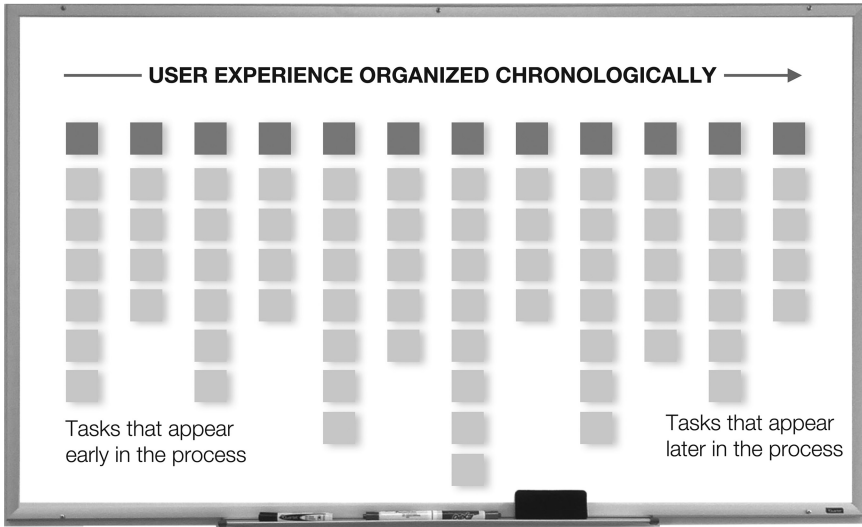 USER EXPERIENCE ORGANIZED CHRONOLOGICALLY
Tasks that appear
early in the process
Tasks that appear
later in the process